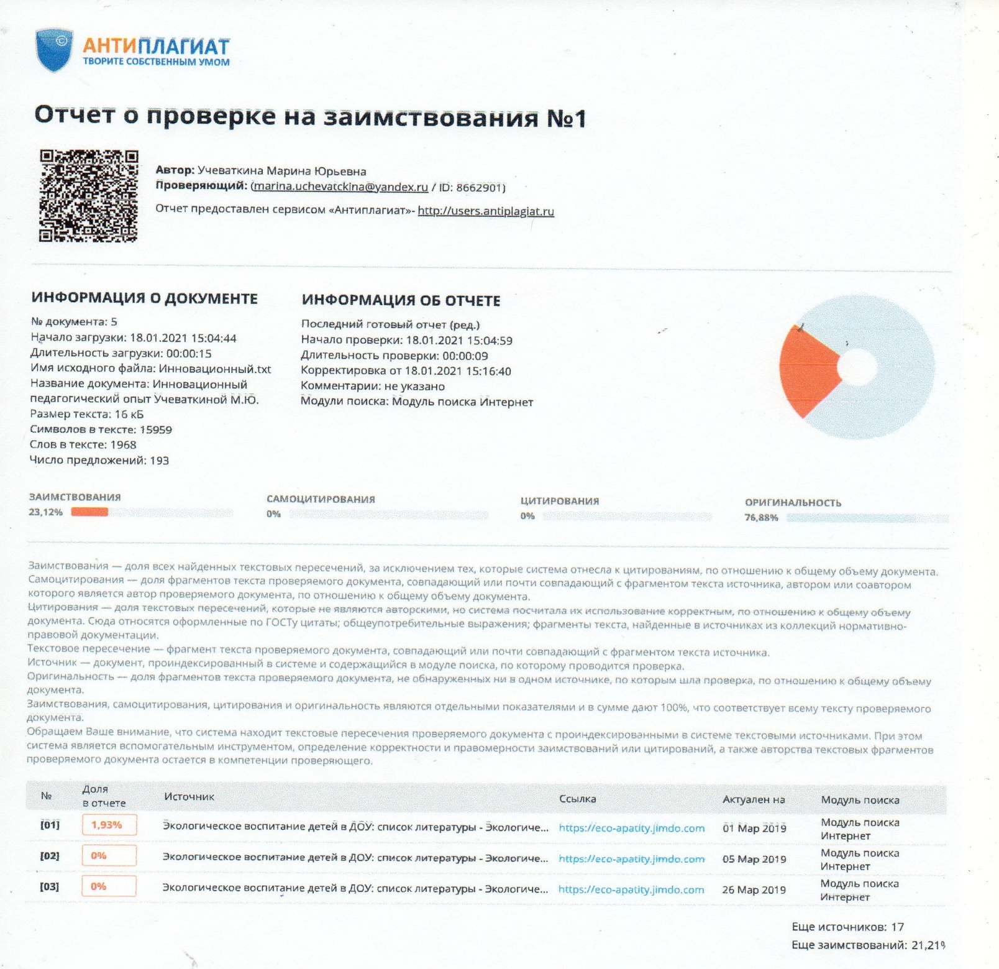 АНТИПЛАГИАТ
ТВОРИТЕ СОБСТВЕННЫМ УМОМ
Отчет о проверке на заимствования №1
Автор: Учеваткина Марина Юрьевна
Проверяющий: (marina.uchevatckina@yandex.ru / ID: 8662901)
Отчет предоставлен сервисом «Антиплагиат»- http://users.antiplagiat.ru
ИНФОРМАЦИЯ О ДОКУМЕНТЕ
№ документа: 5
Начало загрузки: 18.01.2021 15:04:44
Длительность загрузки: 00:00:15
Имя исходного файла: Инновационный.txt
Название документа: Инновационный
педагогический опыт Учеваткиной М.Ю.
Размер текста: 16 кБ
Символов в тексте: 15959
Слов в тексте: 1968
Число предложений: 193
ИНФОРМАЦИЯ ОБ ОТЧЕТЕ
Последний готовый отчет (ред.)
Начало проверки: 18.01.2021 15:04:59
Длительность проверки: 00:00:09
Корректировка от 18.01.2021 15:16:40
Комментарии: не указано
Модули поиска: Модуль поиска Интернет
ЗАИМСТВОВАНИЯ
23,12%
САМОЦИТИРОВАНИЯ
0%
ЦИТИРОВАНИЯ
0%
ОРИГИНАЛЬНОСТЬ
76,88%
Заимствования — доля всех найденных текстовых пересечений, за исключением тех, которые система отнесла к цитированиям, по отношению к общему объему документа.
Самоцитирования — доля фрагментов текста проверяемого документа, совпадающий или почти совпадающий с фрагментом текста источника, автором или соавтором
которого является автор проверяемого документа, по отношению к общему объему документа.
Цитирования — доля текстовых пересечений, которые не являются авторскими, но система посчитала их использование корректным, по отношению к общему объему
документа. Сюда относятся оформленные по ГОСТу цитаты; общеупотребительные выражения; фрагменты текста, найденные в источниках из коллекций нормативно-
правовой документации.
Текстовое пересечение — фрагмент текста проверяемого документа, совпадающий или почти совпадающий с фрагментом текста источника.
Источник — документ, проиндексированный в системе и содержащийся в модуле поиска, по которому проводится проверка.
Оригинальность — доля фрагментов текста проверяемого документа, не обнаруженных ни в одном источнике, по которым шла проверка, по отношению к общему объему
документа.
Заимствования, самоцитирования, цитирования и оригинальность являются отдельными показателями и в сумме дают 100%, что соответствует всему тексту проверяемого
документа.
Обращаем Ваше внимание, что система находит текстовые пересечения проверяемого документа с проиндексированными в системе текстовыми источниками. При этом
система является вспомогательным инструментом, определение корректности и правомерности заимствований или цитирований, а также авторства текстовых фрагментов
проверяемого документа остается в компетенции проверяющего.
№ Доля в отчете Источник Ссылка Актуален на Модуль поиска
[01] 1,93% Экологическое воспитание детей в ДОУ: список литературы - Экологиче... https://eco-apatity.jimdo.com 01 Мар 2019 Модуль поиска Интернет
[02] 0% Экологическое воспитание детей в ДОУ: список литературы - Экологиче... https://eco-apatity.jimdo.com 05 Мар 2019 Модуль поиска Интернет
[03] 0% Экологическое воспитание детей в ДОУ: список литературы - Экологиче... https://eco-apatity.jimdo.com 26 Мар 2019 Модуль поиска Интернет
Еще источников: 17
Еще заимствований: 21,21%